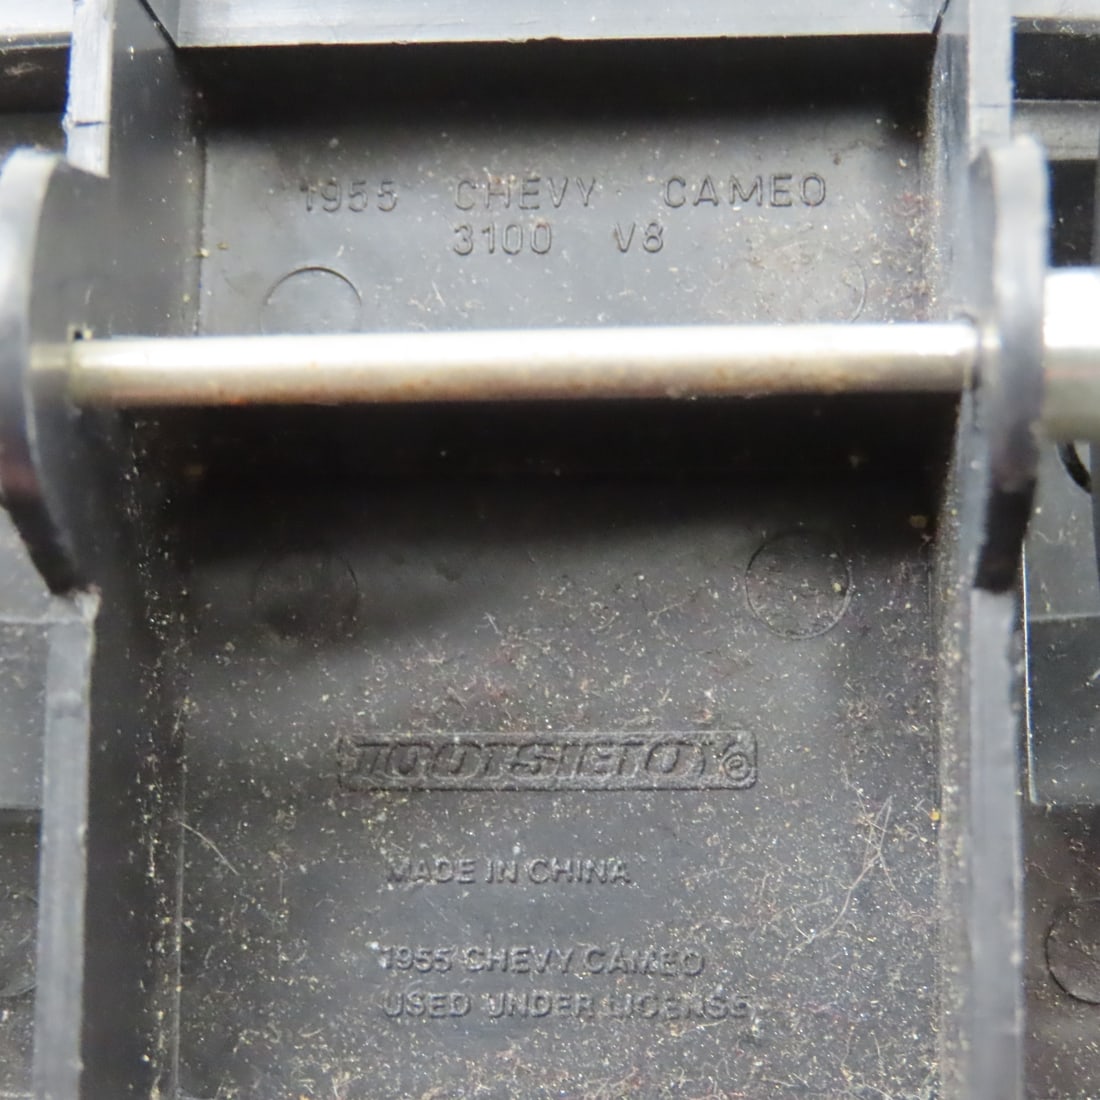 1955 CHEVY CAMEO
3100 V8
TOOTSIETOY®
MADE IN CHINA
1955 CHEVY CAMEO
USED UNDER LICENSE